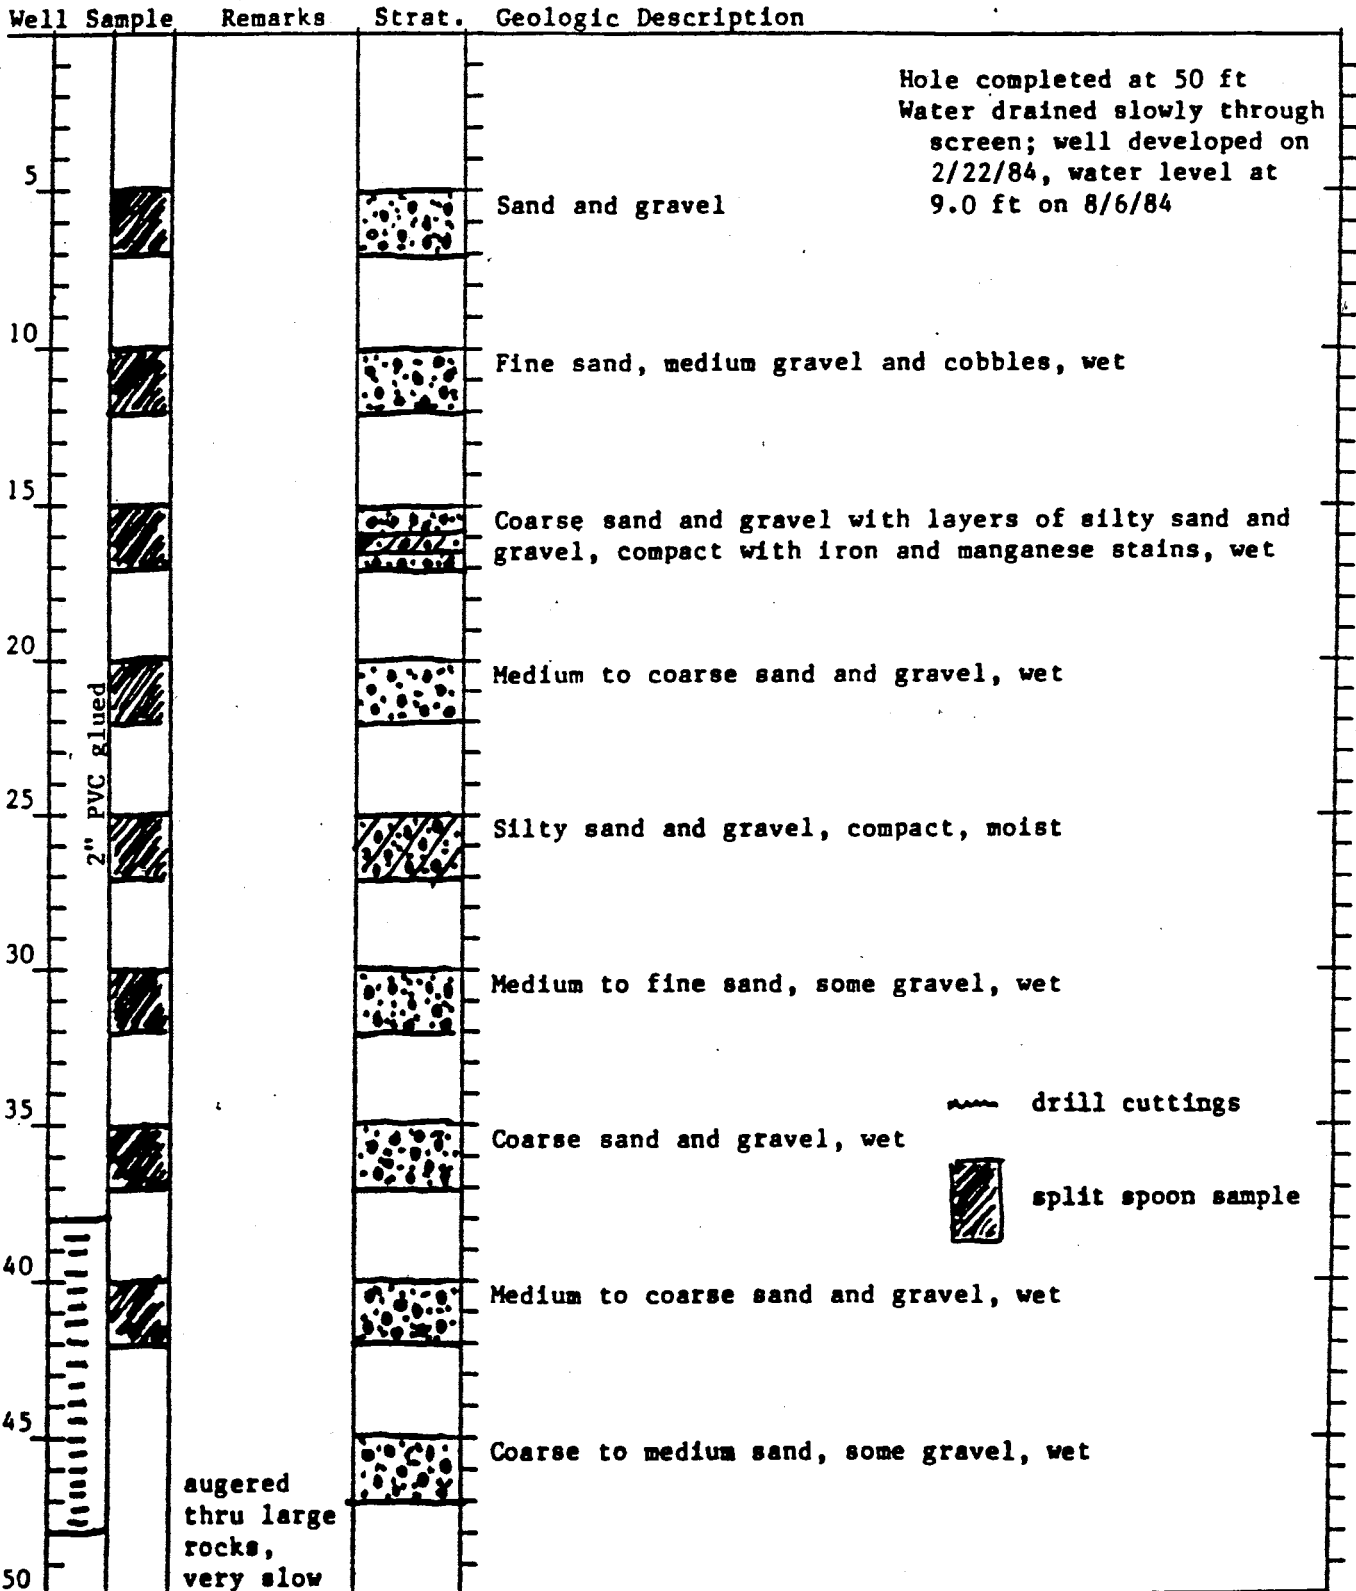 Well Sample Remarks Strat. Geologic Description
Hole completed at 50 ft
Water drained slowly through
screen; well developed on
2/22/84, water level at
9.0 ft on 8/6/84
5
Sand and gravel
10
Fine sand, medium gravel and cobbles, wet
15
Coarse sand and gravel with layers of silty sand and
gravel, compact with iron and manganese stains, wet
20
Medium to coarse sand and gravel, wet
2" PVC glued
25
Silty sand and gravel, compact, moist
30
Medium to fine sand, some gravel, wet
35
drill cuttings
Coarse sand and gravel, wet
split spoon sample
40
Medium to coarse sand and gravel, wet
45
Coarse to medium sand, some gravel, wet
augered
thru large
rocks,
very slow
50